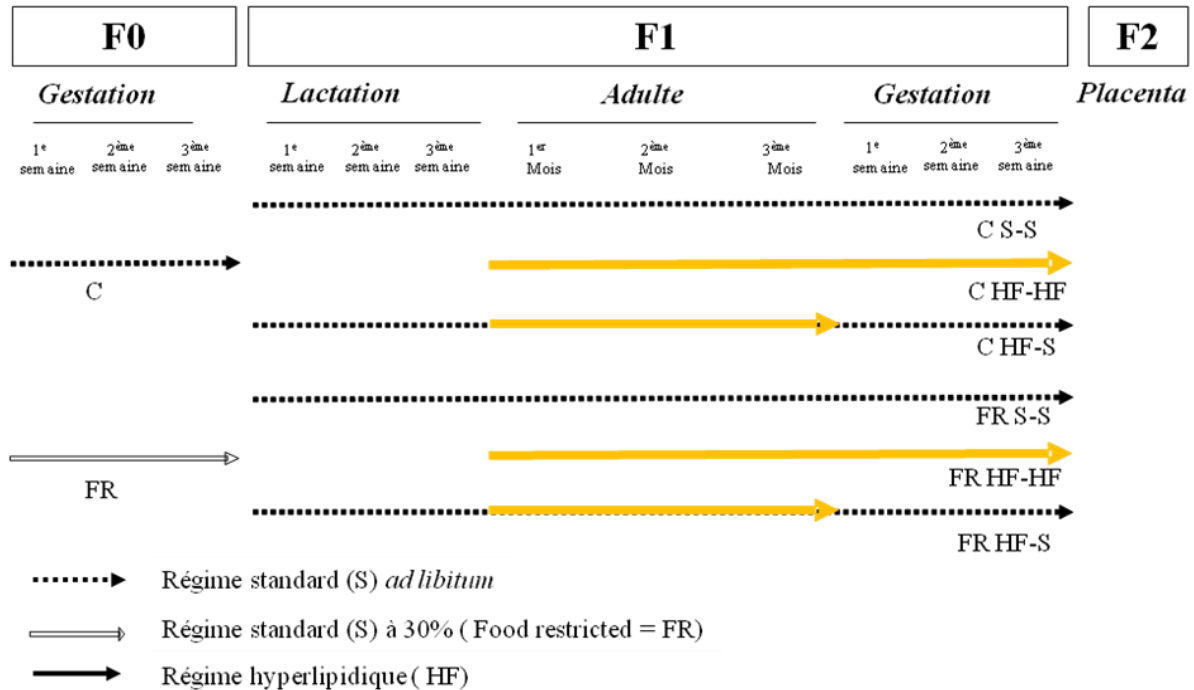 F0 F1 F2
Gestation Lactation Adulte Gestation Placenta
1e semaine 2ème semaine 3ème semaine 1e semaine 2ème semaine 3ème semaine 1er Mois 2ème Mois 3ème Mois 1e semaine 2ème semaine 3ème semaine
C S-S
C
C HF-HF
C HF-S
FR S-S
FR
FR HF-HF
FR HF-S
Régime standard (S) ad libitum
Régime standard (S) à 30% ( Food restricted = FR)
Régime hyperlipidique ( HF)